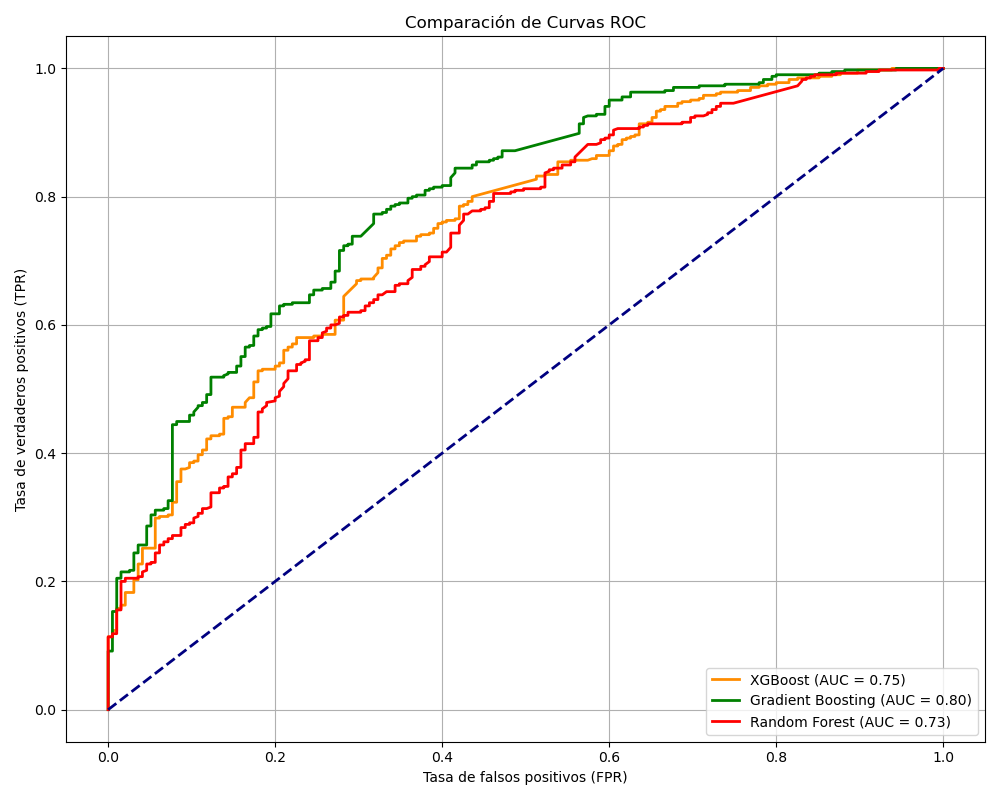 Comparación de Curvas ROC
1.0
0.8
0.6
0.4
0.2
0.0
Tasa de verdaderos positivos (TPR)
XGBoost (AUC = 0.75)
Gradient Boosting (AUC = 0.80)
Random Forest (AUC = 0.73)
0.0 0.2 0.4 0.6 0.8 1.0
Tasa de falsos positivos (FPR)